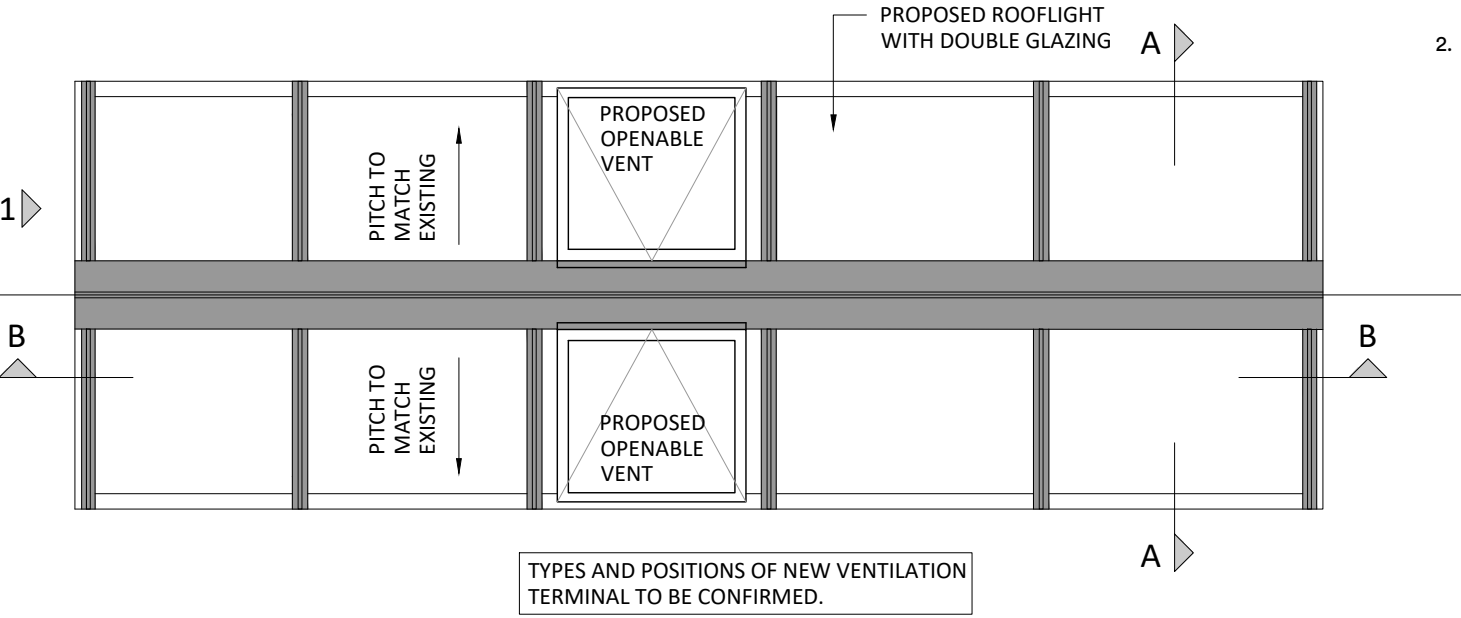 PROPOSED ROOFLIGHT
WITH DOUBLE GLAZING
A
2.
PROPOSED
OPENABLE
VENT
PITCH TO
MATCH
EXISTING
1
B
B
PITCH TO
MATCH
EXISTING
PROPOSED
OPENABLE
VENT
A
TYPES AND POSITIONS OF NEW VENTILATION
TERMINAL TO BE CONFIRMED.